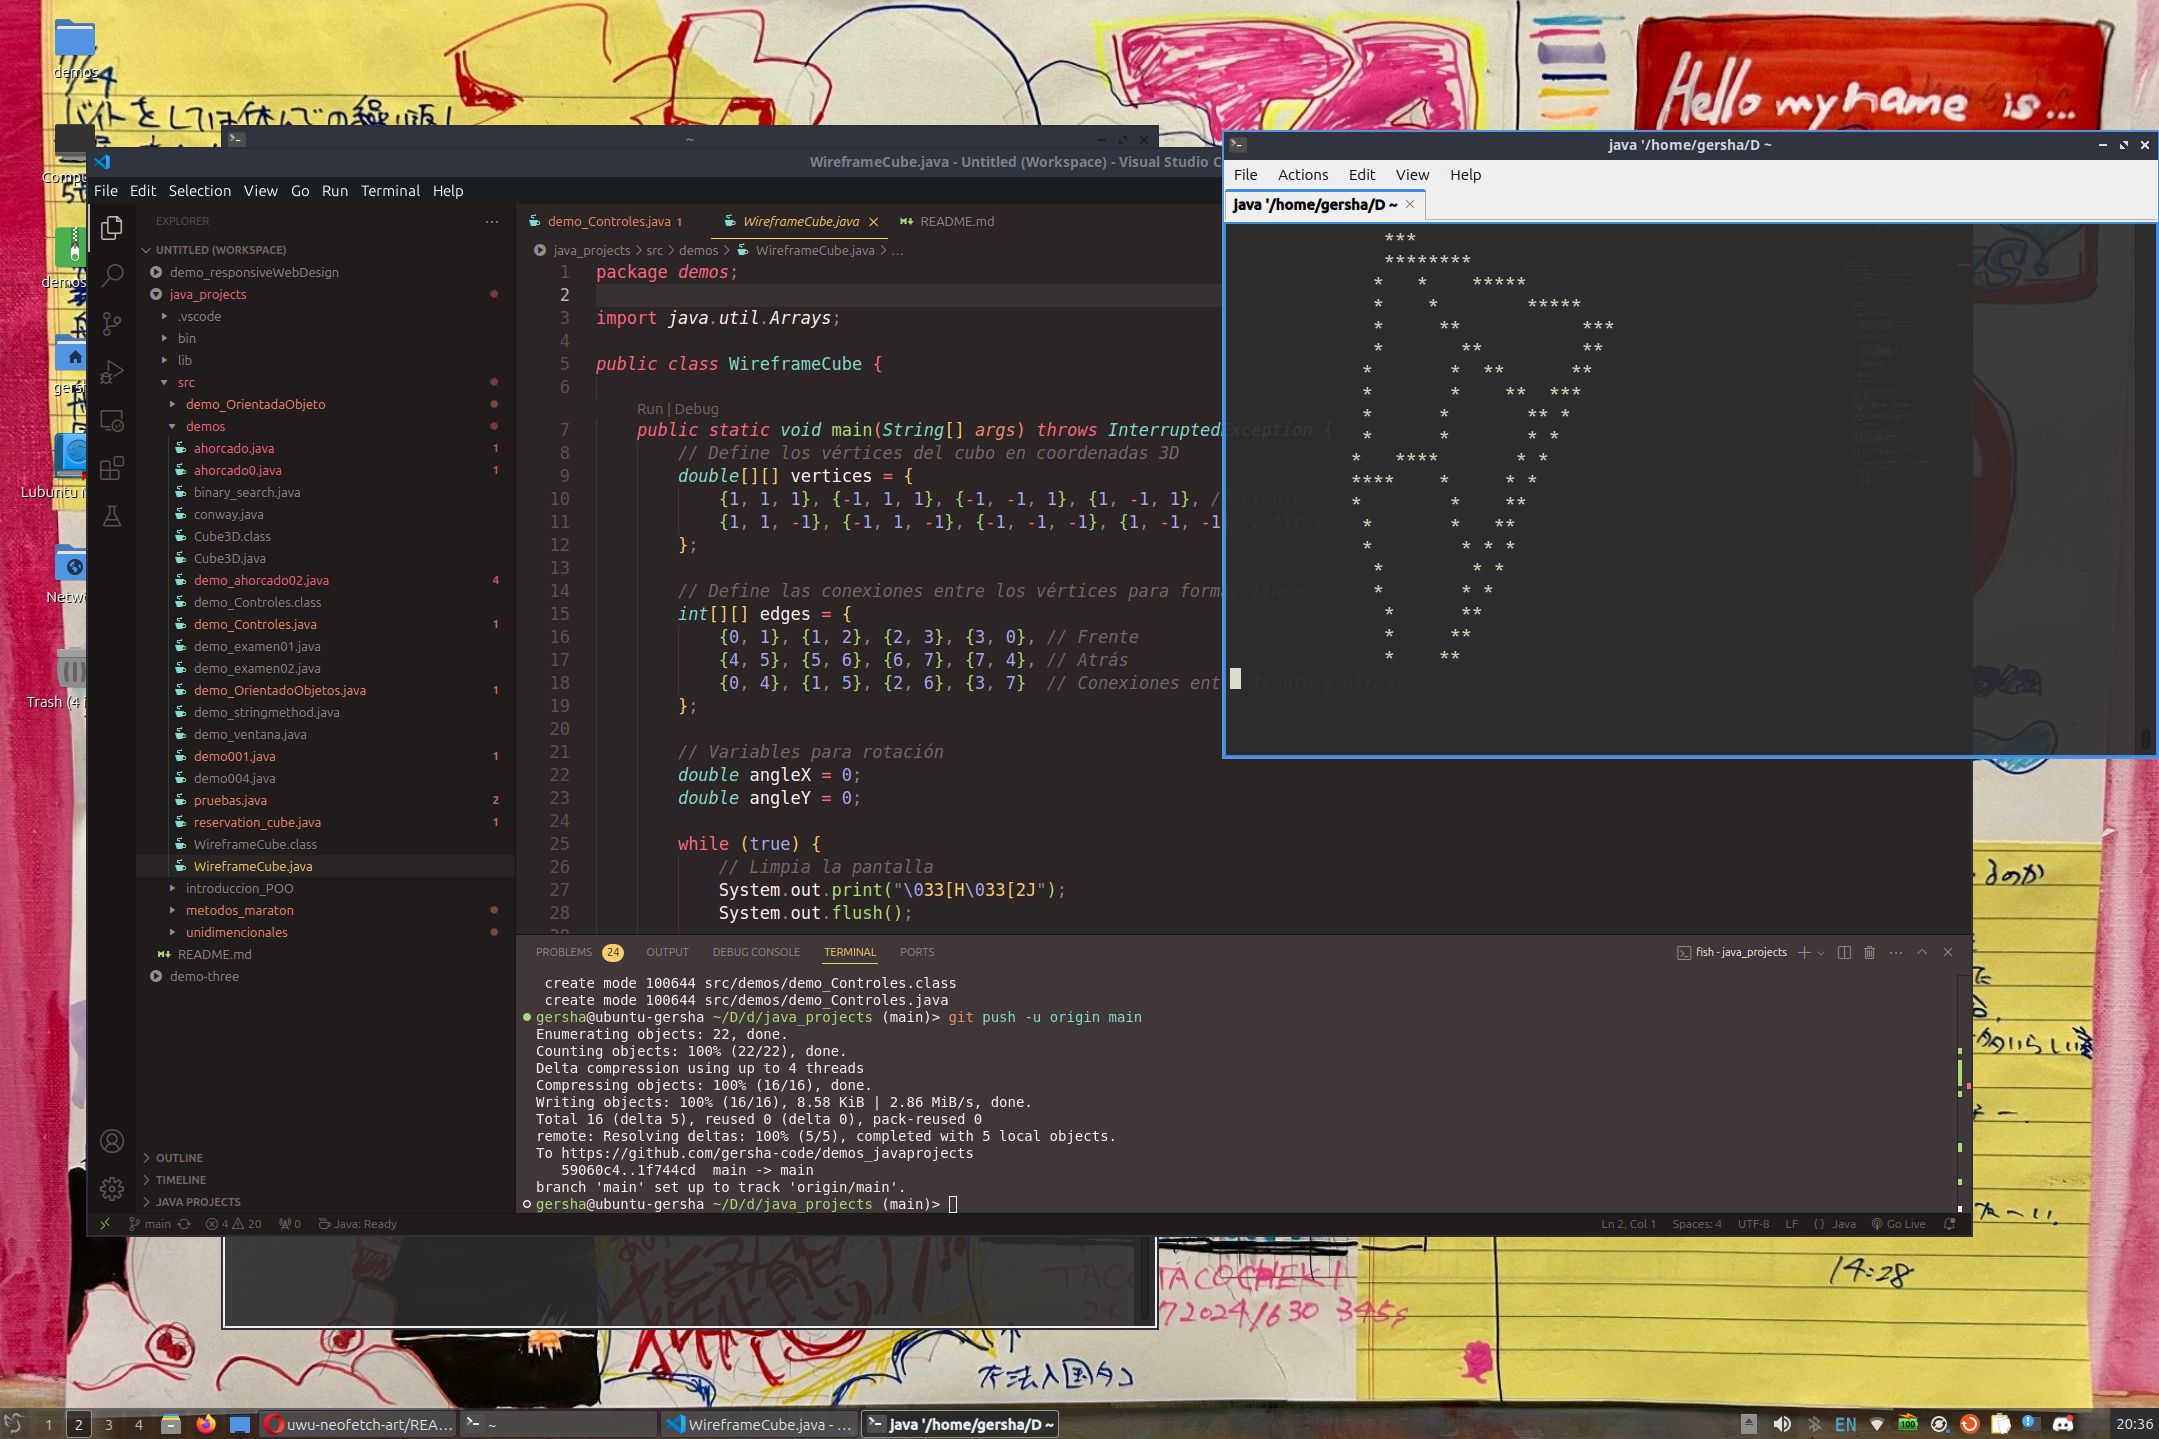 demos
7/24
バイトをしては休んでの繰り返し
Hello my name is...
~
WireframeCube.java - Untitled (Workspace) - Visual Studio C
File Edit Selection View Go Run Terminal Help
EXPLORER
UNTITLED (WORKSPACE)
demo_responsiveWebDesign
java_projects
.vscode
bin
lib
src
demo_OrientadaObjeto
demos
ahorcado.java 1
ahorcado0.java 1
binary_search.java
conway.java
Cube3D.class
Cube3D.java
demo_ahorcado02.java 4
demo_Controles.class
demo_Controles.java 1
demo_examen01.java
demo_examen02.java
demo_OrientadoObjetos.java 1
demo_stringmethod.java
demo_ventana.java
demo001.java 1
demo004.java
pruebas.java 2
reservation_cube.java 1
WireframeCube.class
WireframeCube.java
introduccion_POO
metodos_maraton
unidimencionales
README.md
demo-three
OUTLINE
TIMELINE
JAVA PROJECTS
demo_Controles.java 1 WireframeCube.java README.md
java_projects > src > demos > WireframeCube.java > ...
1 package demos;
2
3 import java.util.Arrays;
4
5 public class WireframeCube {
6
Run | Debug
7 public static void main(String[] args) throws InterruptedException {
8 // Define los vértices del cubo en coordenadas 3D
9 double[][] vertices = {
10 {1, 1, 1}, {-1, 1, 1}, {-1, -1, 1}, {1, -1, 1}, // Frente
11 {1, 1, -1}, {-1, 1, -1}, {-1, -1, -1}, {1, -1, -1 // Atrás
12 };
13
14 // Define las conexiones entre los vértices para formar líneas
15 int[][] edges = {
16 {0, 1}, {1, 2}, {2, 3}, {3, 0}, // Frente
17 {4, 5}, {5, 6}, {6, 7}, {7, 4}, // Atrás
18 {0, 4}, {1, 5}, {2, 6}, {3, 7} // Conexiones ent frente y atrás
19 };
20
21 // Variables para rotación
22 double angleX = 0;
23 double angleY = 0;
24
25 while (true) {
26 // Limpia la pantalla
27 System.out.print("\033[H\033[2J");
28 System.out.flush();
java '/home/gersha/D ~
File Actions Edit View Help
java '/home/gersha/D ~
***
********
* * *****
* * *****
* ** ***
* ** **
* * ** **
* * ** ***
* * ** *
* * * *
* **** * *
**** * * *
* * **
* * **
* * * *
* * *
* * *
* **
* **
* **
PROBLEMS 24 OUTPUT DEBUG CONSOLE TERMINAL PORTS
fish - java_projects
create mode 100644 src/demos/demo_Controles.class
create mode 100644 src/demos/demo_Controles.java
gersha@ubuntu-gersha ~/D/d/java_projects (main)> git push -u origin main
Enumerating objects: 22, done.
Counting objects: 100% (22/22), done.
Delta compression using up to 4 threads
Compressing objects: 100% (16/16), done.
Writing objects: 100% (16/16), 8.58 KiB | 2.86 MiB/s, done.
Total 16 (delta 5), reused 0 (delta 0), pack-reused 0
remote: Resolving deltas: 100% (5/5), completed with 5 local objects.
To https://github.com/gersha-code/demos_javaprojects
59060c4..1f744cd main -> main
branch 'main' set up to track 'origin/main'.
gersha@ubuntu-gersha ~/D/d/java_projects (main)>
main 4 20 0 Java: Ready
Ln 2, Col 1 Spaces: 4 UTF-8 LF {} Java Go Live
demos
Lubuntu
Trash (4
TACOCHEKI
2024/630 345g
14:28
1 2 3 4 uwu-neofetch-art/REA... ~ WireframeCube.java - ... java '/home/gersha/D ~
EN 100 20:36